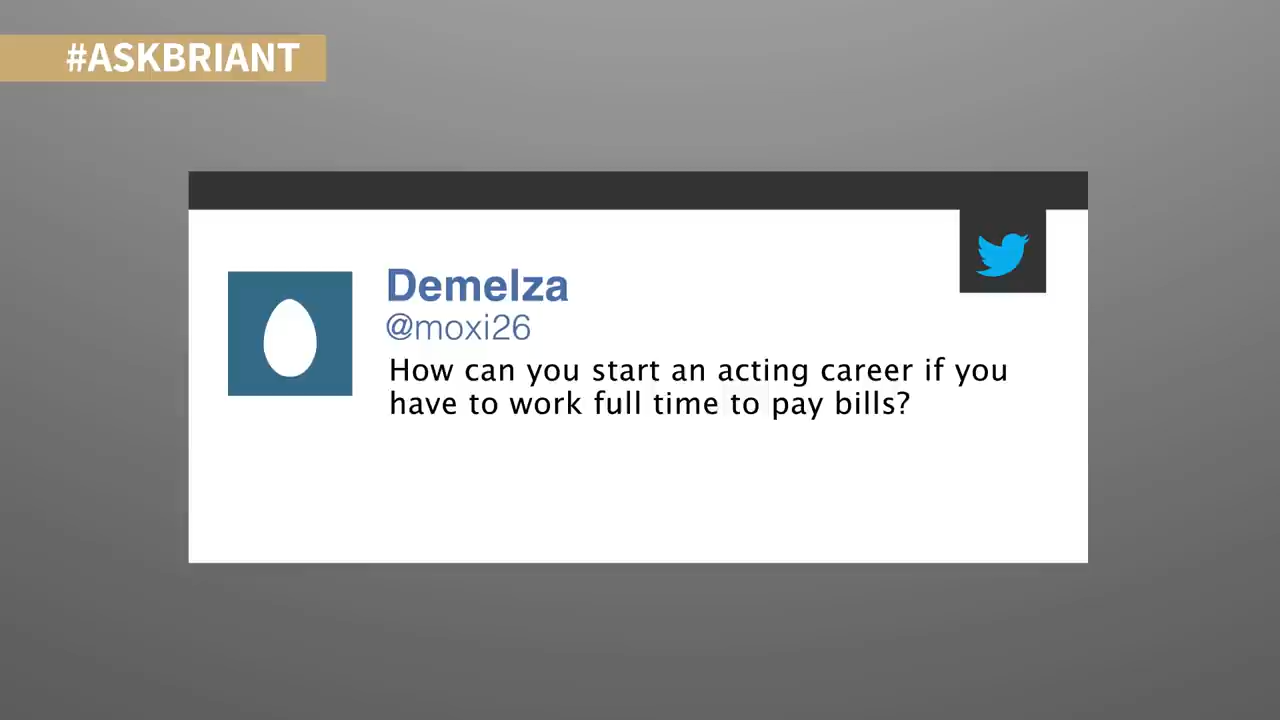 #ASKBRIANT
Demelza
@moxi26
How can you start an acting career if you
have to work full time to pay bills?